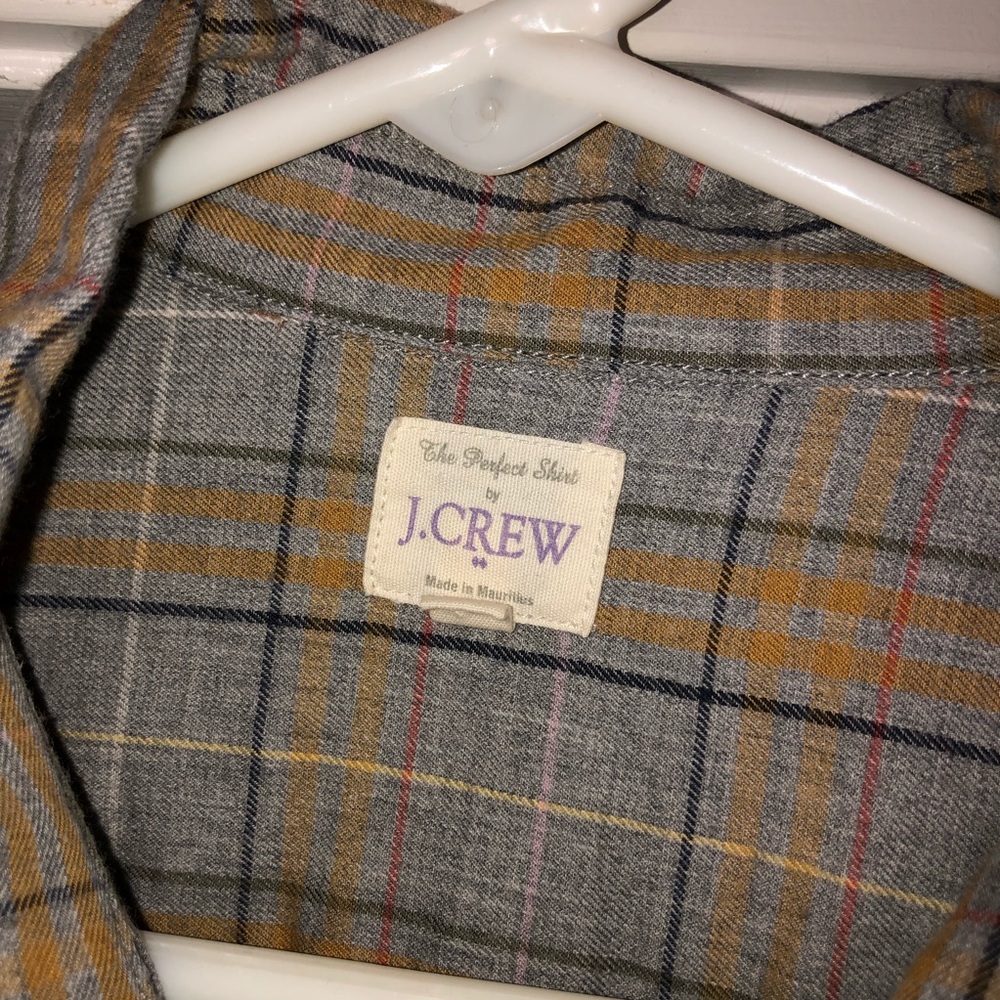 The Perfect Shirt
by
J.CREW
Made in Mauritius